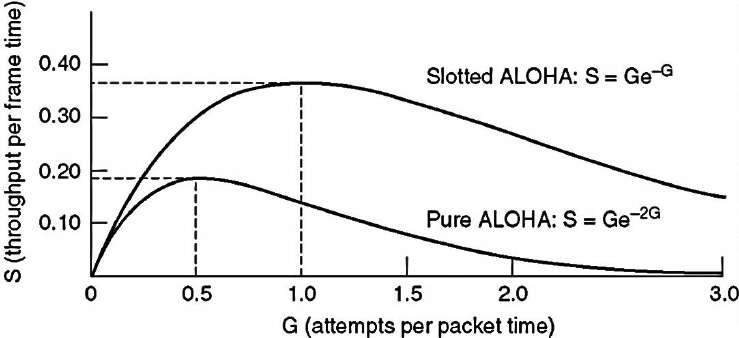 S (throughput per frame time)
0.40
0.30
0.20
0.10
Slotted ALOHA: S = Ge⁻ᴳ
Pure ALOHA: S = Ge⁻²ᴳ
0
0.5
1.0
1.5
2.0
3.0
G (attempts per packet time)